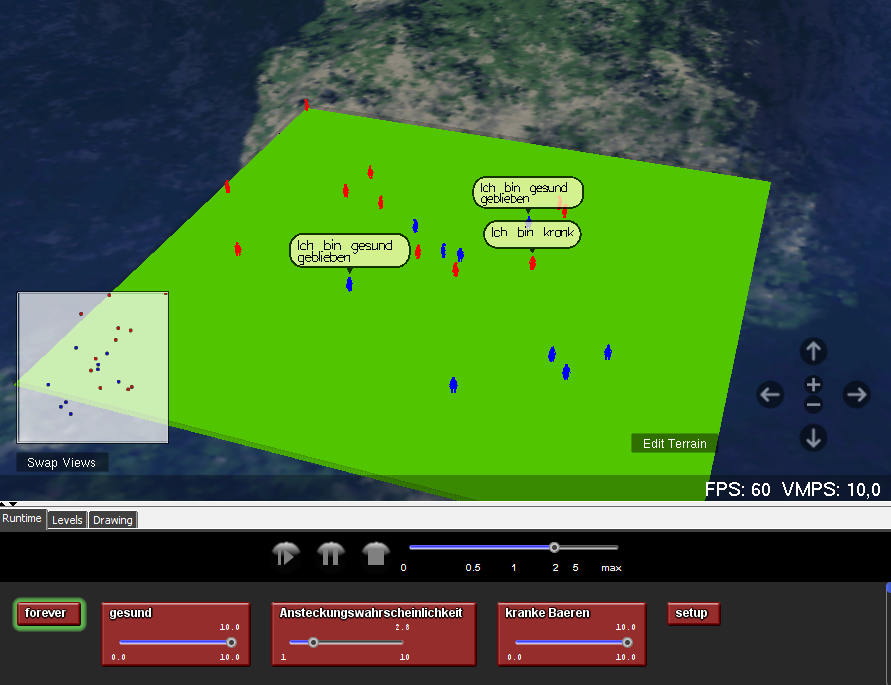 Ich bin gesund
geblieben
Ich bin krank
Ich bin gesund
geblieben
Edit Terrain
Swap Views
FPS: 60 VMPS: 10,0
Runtime Levels Drawing
0 0.5 1 2 5 max
forever gesund Ansteckungswahrscheinlichkeit kranke Baeren setup
10.0 2.8 10.0
0.0 10.0 1 10 0.0 10.0